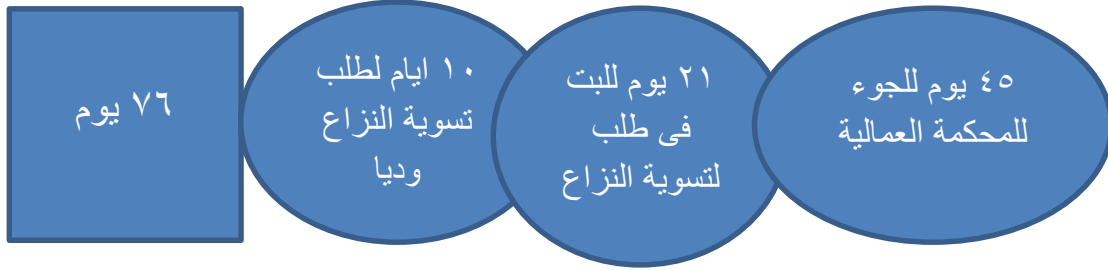 ٤٥ يوم للجوء
للمحكمة العمالية
٢١ يوم للبت
فى طلب
لتسوية النزاع
١٠ ايام لطلب
تسوية النزاع
وديا
٧٦ يوم